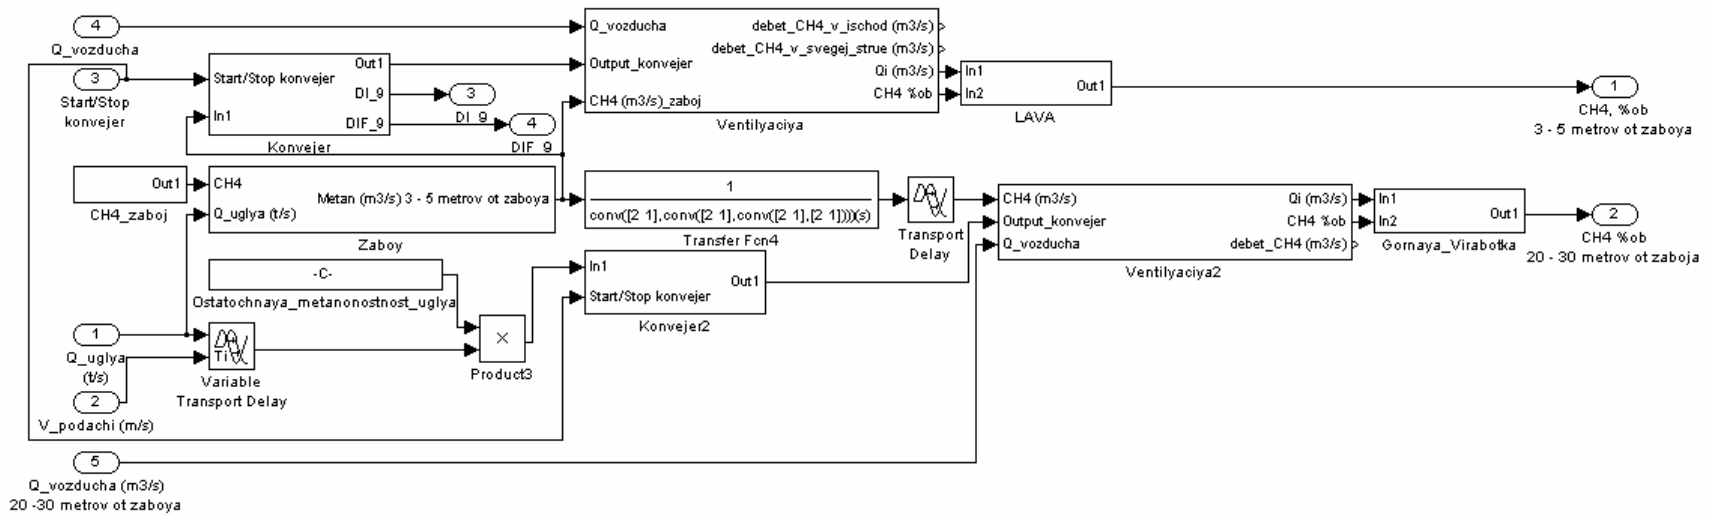 4
Q_vozducha
3
Start/Stop
konvejer
Start/Stop konvejer
In1
Out1
DI_9
DIF_9
Konvejer
3
DI_9
4
DIF_9
Q_vozducha
Output_konvejer
CH4 (m3/s)_zaboj
debet_CH4_v_ischod (m3/s)
debet_CH4_v_svegej_strue (m3/s)
Qi (m3/s)
CH4 %ob
Ventilyaciya
In1
In2
Out1
LAVA
1
CH4, %ob
3 - 5 metrov ot zaboya
Out1
CH4_zaboj
CH4
Q_uglya (t/s)
Metan (m3/s) 3 - 5 metrov ot zaboya
Zaboy
1
conv([2 1],conv([2 1],conv([2 1],[2 1])))(s)
Transfer Fcn4
Transport
Delay
CH4 (m3/s)
Output_konvejer
Q_vozducha
Qi (m3/s)
CH4 %ob
debet_CH4 (m3/s)
Ventilyaciya2
In1
In2
Out1
Gornaya_Virabotka
2
CH4 %ob
20 - 30 metrov ot zaboja
-C-
Ostatochnaya_metanonostnost_uglya
In1
Start/Stop konvejer
Out1
Konvejer2
1
Q_uglya
(t/s)
2
V_podachi (m/s)
Ti
Variable
Transport Delay
×
Product3
5
Q_vozducha (m3/s)
20 -30 metrov ot zaboya